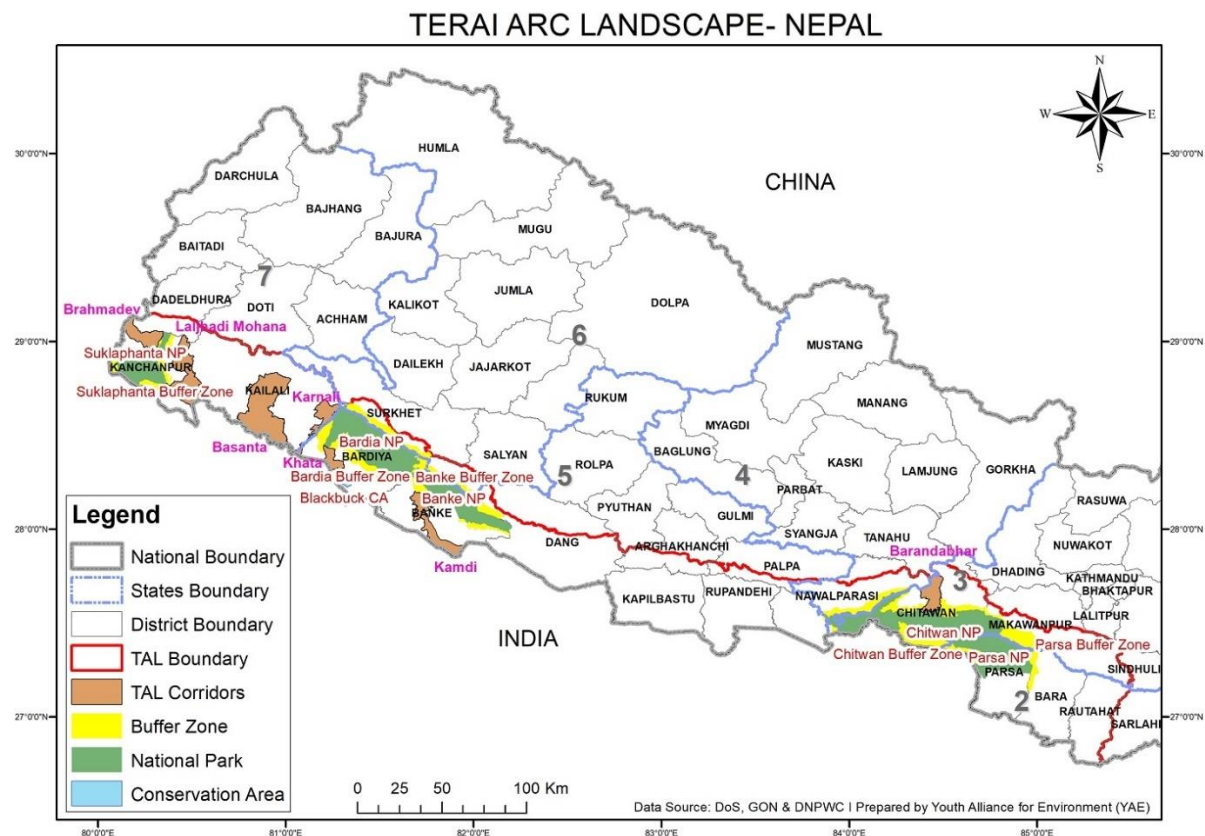 TERAI ARC LANDSCAPE- NEPAL
N
W E
S
30°0'0"N
30°0'0"N
29°0'0"N
29°0'0"N
28°0'0"N
28°0'0"N
27°0'0"N
27°0'0"N
HUMLA
DARCHULA
CHINA
BAJHANG
BAJURA
MUGU
BAITADI
7
DADELDHURA
DOTI
JUMLA
KALIKOT
DOLPA
Brahmadev
ACHHAM
Laljhadi Mohana
6
MUSTANG
Suklaphanta NP
KANCHANPUR
DAILEKH
JAJARKOT
Suklaphanta Buffer Zone
KAILALI
Karnali
RUKUM
MANANG
SURKHET
MYAGDI
Basanta
Bardia NP
Khata
BARDIYA
SALYAN
ROLPA
BAGLUNG
KASKI
LAMJUNG
GORKHA
Bardia Buffer Zone
Banke Buffer Zone
5
4
PARBAT
RASUWA
Blackbuck CA
Banke NP
BANKE
PYUTHAN
GULMI
SYANGJA
TANAHU
NUWAKOT
DANG
ARGHAKHANCHI
Barandabhar
Kamdi
PALPA
3
DHADING
KATHMANDU
BHAKTAPUR
KAPILBASTU
RUPANDEHI
NAWALPARASI
CHITAWAN
LALITPUR
MAKAWANPUR
INDIA
Chitwan NP
Chitwan Buffer Zone
Parsa NP
Parsa Buffer Zone
PARSA
SINDHULI
2
BARA
RAUTAHAT
SARLAHI
Legend
National Boundary
States Boundary
District Boundary
TAL Boundary
TAL Corridors
Buffer Zone
National Park
Conservation Area
0 25 50 100 Km
Data Source: DoS, GON & DNPWC I Prepared by Youth Alliance for Environment (YAE)
80°0'0"E
81°0'0"E
82°0'0"E
83°0'0"E
84°0'0"E
85°0'0"E